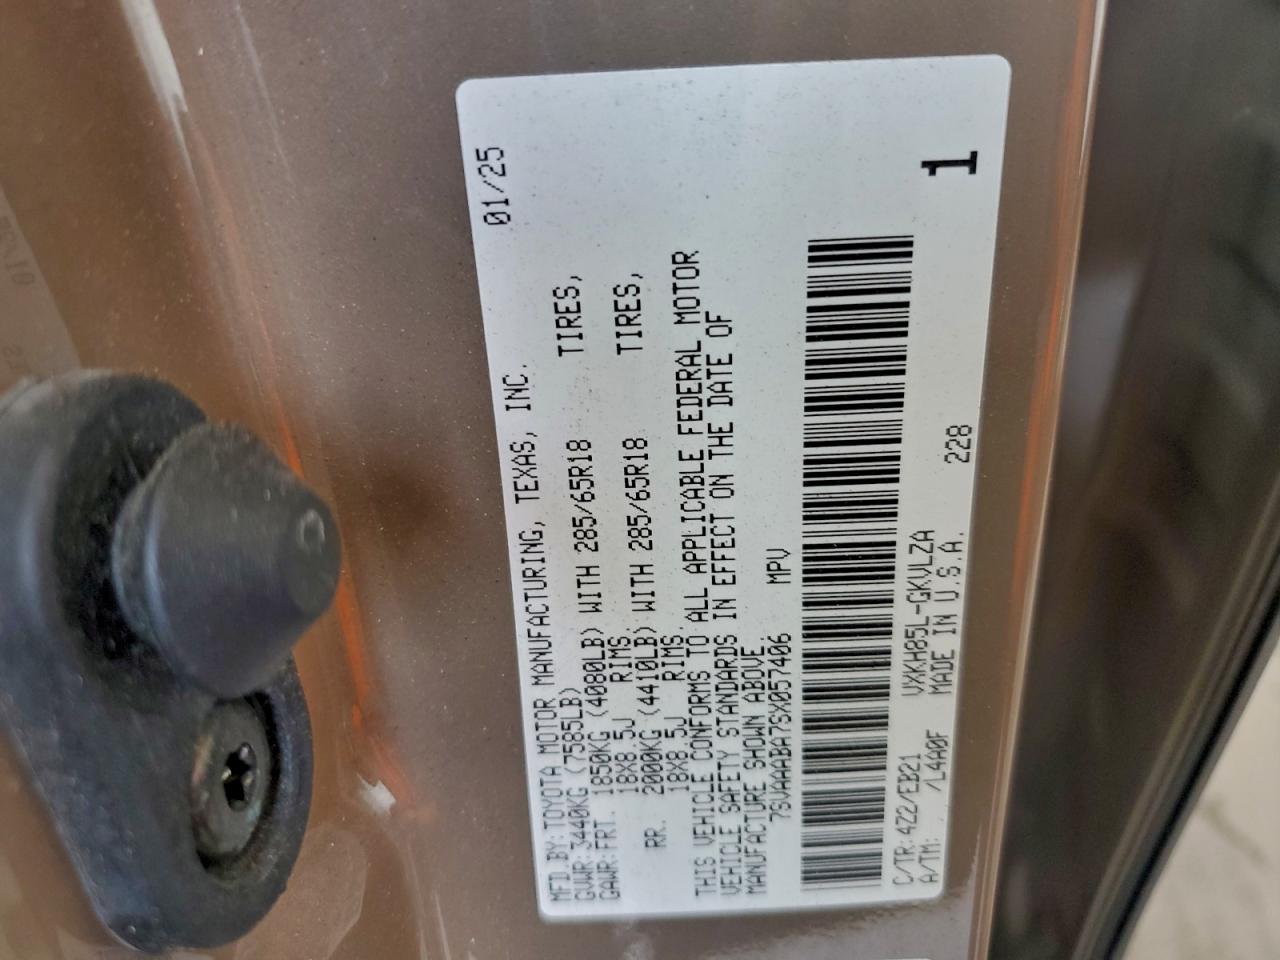 MFD.BY: TOYOTA MOTOR MANUFACTURING, TEXAS, INC. 01/25
GVWR: 3440KG (7585LB)
GAWR: FRT. 1850KG (4080LB) WITH 285/65R18 TIRES,
18X8.5J RIMS.
RR. 2000KG (4410LB) WITH 285/65R18 TIRES,
18X8.5J RIMS.
THIS VEHICLE CONFORMS TO ALL APPLICABLE FEDERAL MOTOR
VEHICLE SAFETY STANDARDS IN EFFECT ON THE DATE OF
MANUFACTURE SHOWN ABOVE
7SVAAABA7SX057406 MPV
C/TR: 4Z2/EB21 VXKH85L-GKVLZA 228
A/TM: /L4A0F MADE IN U.S.A.
1